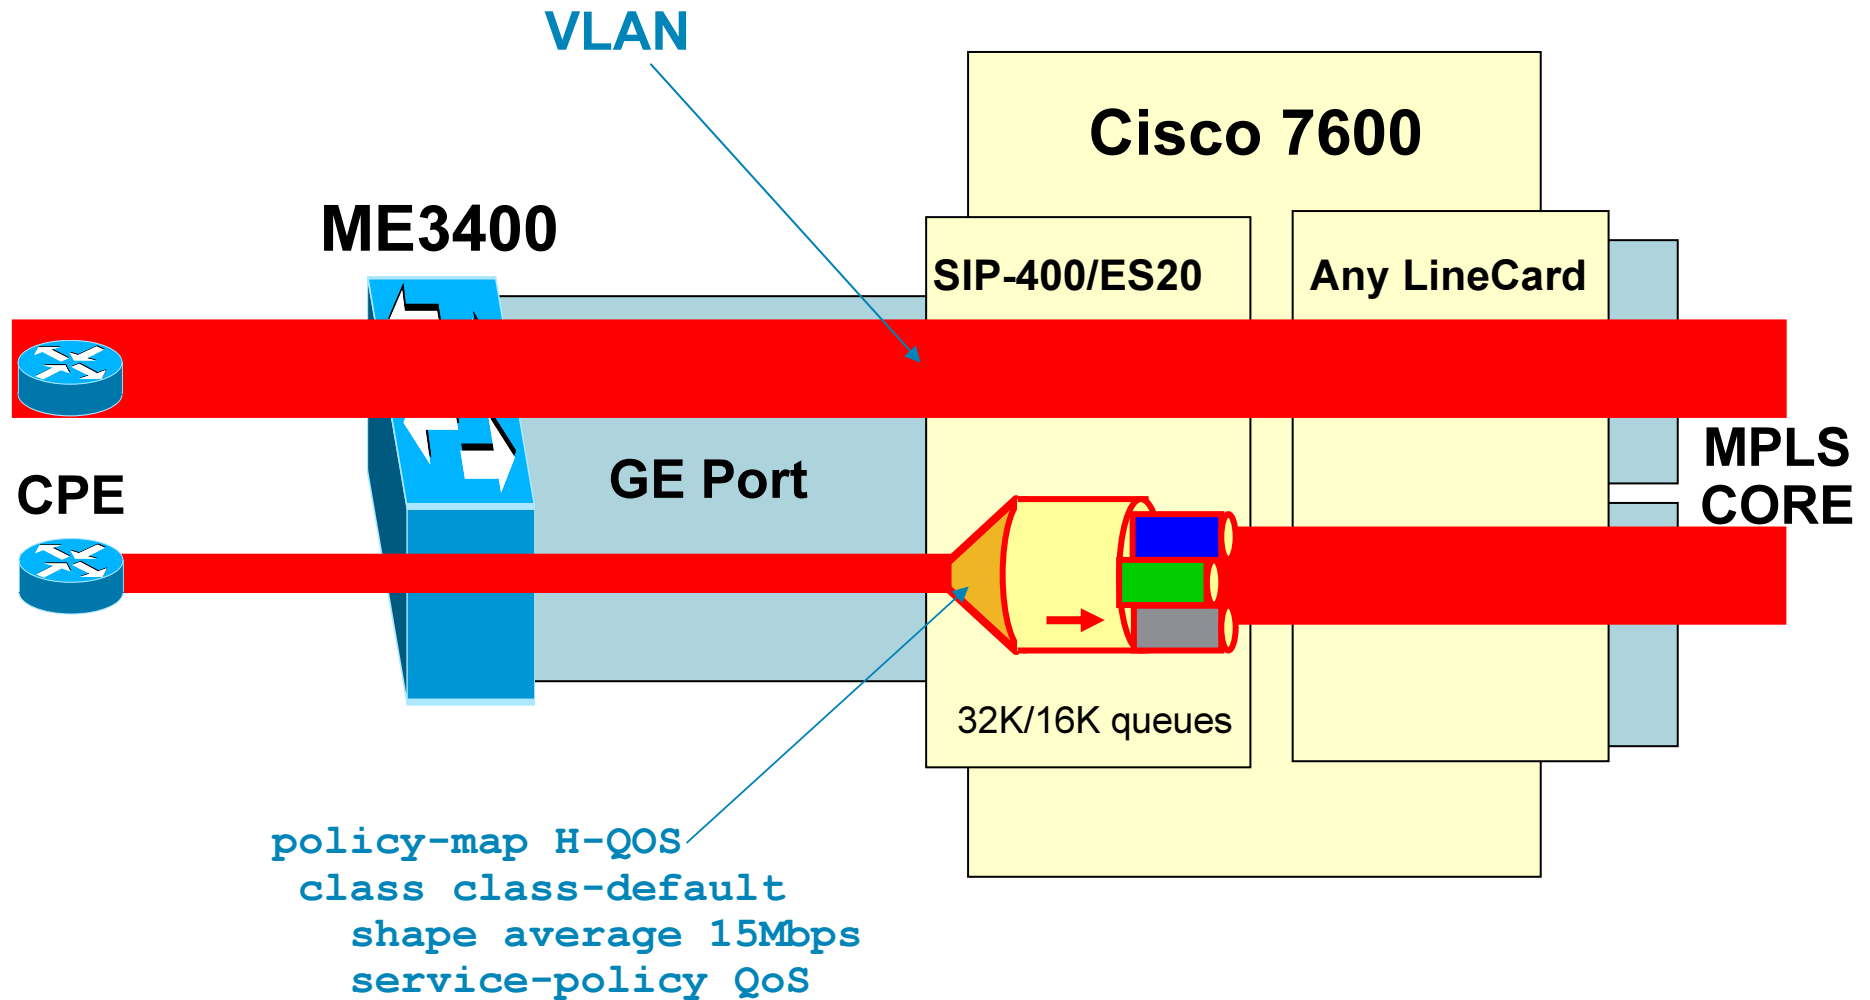 VLAN
Cisco 7600
ME3400
SIP-400/ES20
Any LineCard
GE Port
MPLS
CORE
CPE
32K/16K queues
policy-map H-QOS
class class-default
shape average 15Mbps
service-policy QoS